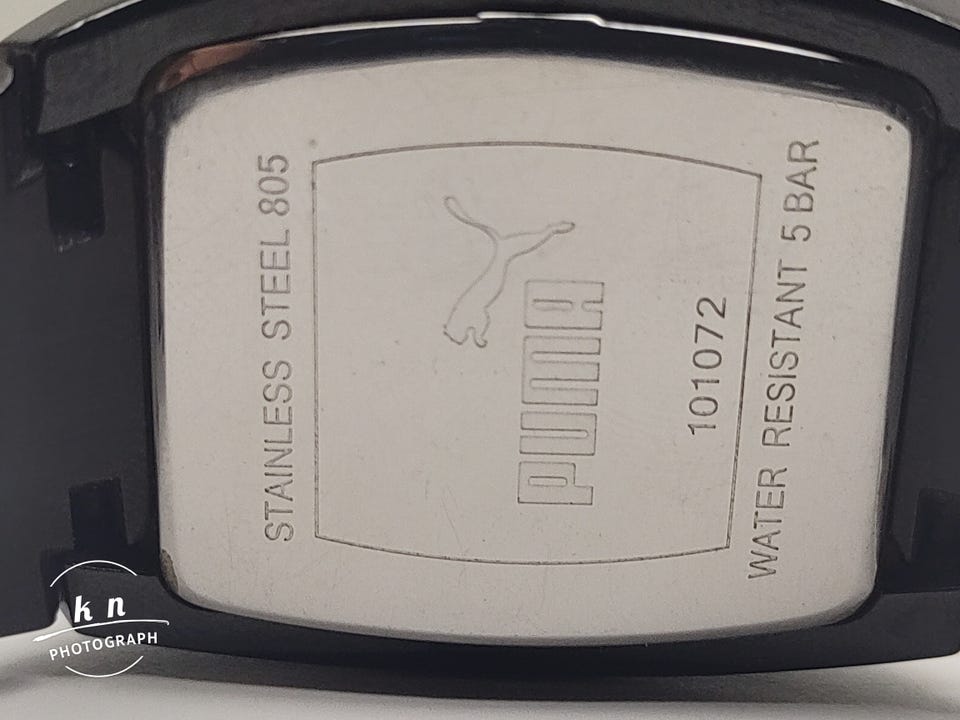 STAINLESS STEEL 805
PUMA
101072
WATER RESISTANT 5 BAR
k n
PHOTOGRAPH